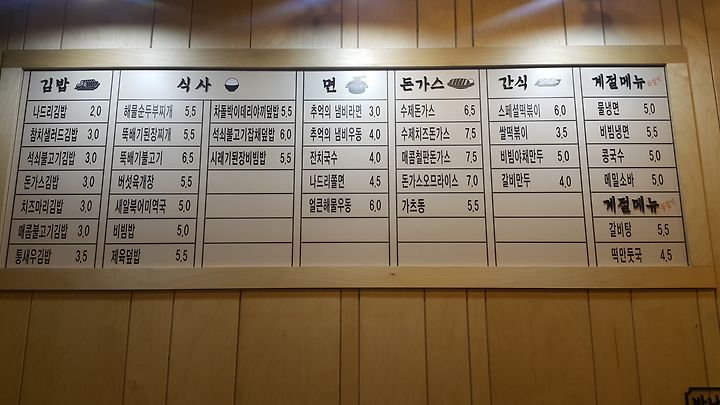 김밥
나드리김밥 2.0
참치샐러드김밥 3.0
석쇠불고기김밥 3.0
돈가스김밥 3.0
치즈마리김밥 3.0
매콤불고기김밥 3.0
통새우김밥 3.5
식사
해물순두부찌개 5.5
뚝배기된장찌개 5.5
뚝배기불고기 6.5
버섯육개장 5.5
새알북어미역국 5.0
비빔밥 5.0
제육덮밥 5.5
차돌박이데리야끼덮밥 5.5
석쇠불고기잡채덮밥 6.0
시래기된장비빔밥 5.5
면
추억의 냄비라면 3.0
추억의 냄비우동 4.0
잔치국수 4.0
나드리쫄면 4.5
얼큰해물우동 6.0
돈가스
수제돈가스 6.5
수제치즈돈가스 7.5
매콤철판돈가스 7.5
돈가스오므라이스 7.0
가츠동 5.5
간식
스페셜떡볶이 6.0
쌀떡볶이 3.5
비빔야채만두 5.0
갈비만두 4.0
계절메뉴
물냉면 5.0
비빔냉면 5.5
콩국수 5.0
메밀소바 5.0
계절메뉴
갈비탕 5.5
떡만둣국 4.5